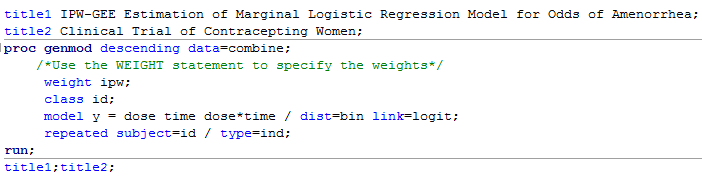 title1 IPW-GEE Estimation of Marginal Logistic Regression Model for Odds of Amenorrhea;
title2 Clinical Trial of Contracepting Women;
proc genmod descending data=combine;
/*Use the WEIGHT statement to specify the weights*/
weight ipw;
class id;
model y = dose time dose*time / dist=bin link=logit;
repeated subject=id / type=ind;
run;
title1;title2;